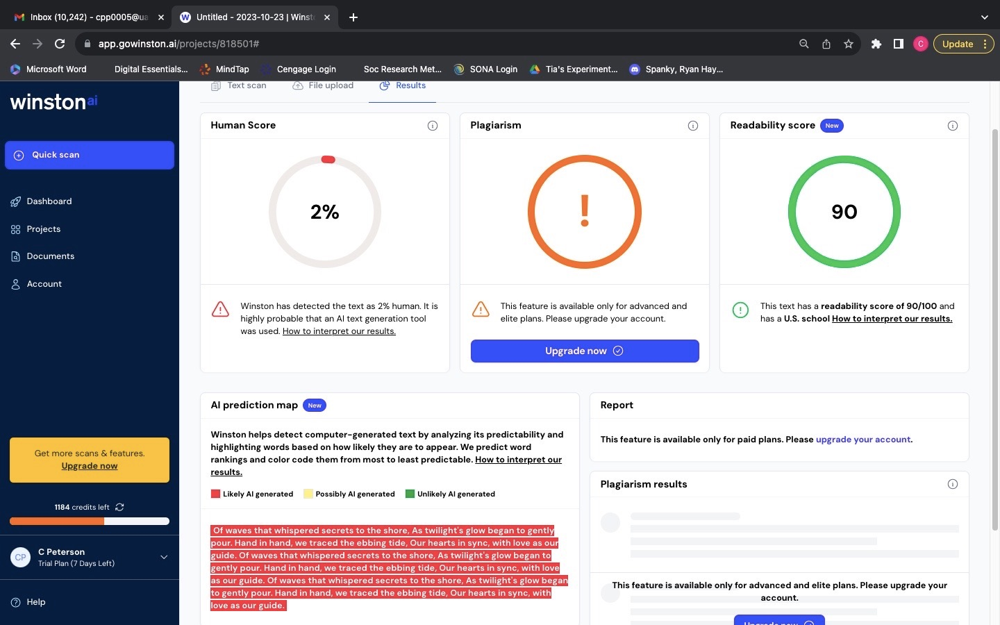 Inbox (10,242) - cpp0005@ua
Untitled - 2023-10-23 | Winst
app.gowinston.ai/projects/818501#
C
Update
Microsoft Word
Digital Essentials...
MindTap
Cengage Login
Soc Research Met...
SONA Login
Tia's Experiment...
Spanky, Ryan Hay...
winston ai
Quick scan
Dashboard
Projects
Documents
Account
Get more scans & features.
Upgrade now
1184 credits left
CP
C Peterson
Trial Plan (7 Days Left)
Help
Text scan
File upload
Results
Human Score
2%
Winston has detected the text as 2% human. It is
highly probable that an AI text generation tool
was used. How to interpret our results.
Plagiarism
!
This feature is available only for advanced and
elite plans. Please upgrade your account.
Upgrade now
Readability score New
90
This text has a readability score of 90/100 and
has a U.S. school How to interpret our results.
AI prediction map New
Winston helps detect computer-generated text by analyzing its predictability and
highlighting words based on how likely they are to appear. We predict word
rankings and color code them from most to least predictable. How to interpret our
results.
Likely AI generated
Possibly AI generated
Unlikely AI generated
Of waves that whispered secrets to the shore, As twilight's glow began to gently
pour. Hand in hand, we traced the ebbing tide, Our hearts in sync, with love as our
guide. Of waves that whispered secrets to the shore, As twilight's glow began to
gently pour. Hand in hand, we traced the ebbing tide, Our hearts in sync, with love
as our guide. Of waves that whispered secrets to the shore, As twilight's glow began
to gently pour. Hand in hand, we traced the ebbing tide, Our hearts in sync, with
love as our guide.
Report
This feature is available only for paid plans. Please upgrade your account.
Plagiarism results
This feature is available only for advanced and elite plans. Please upgrade your
account.
Upgrade now